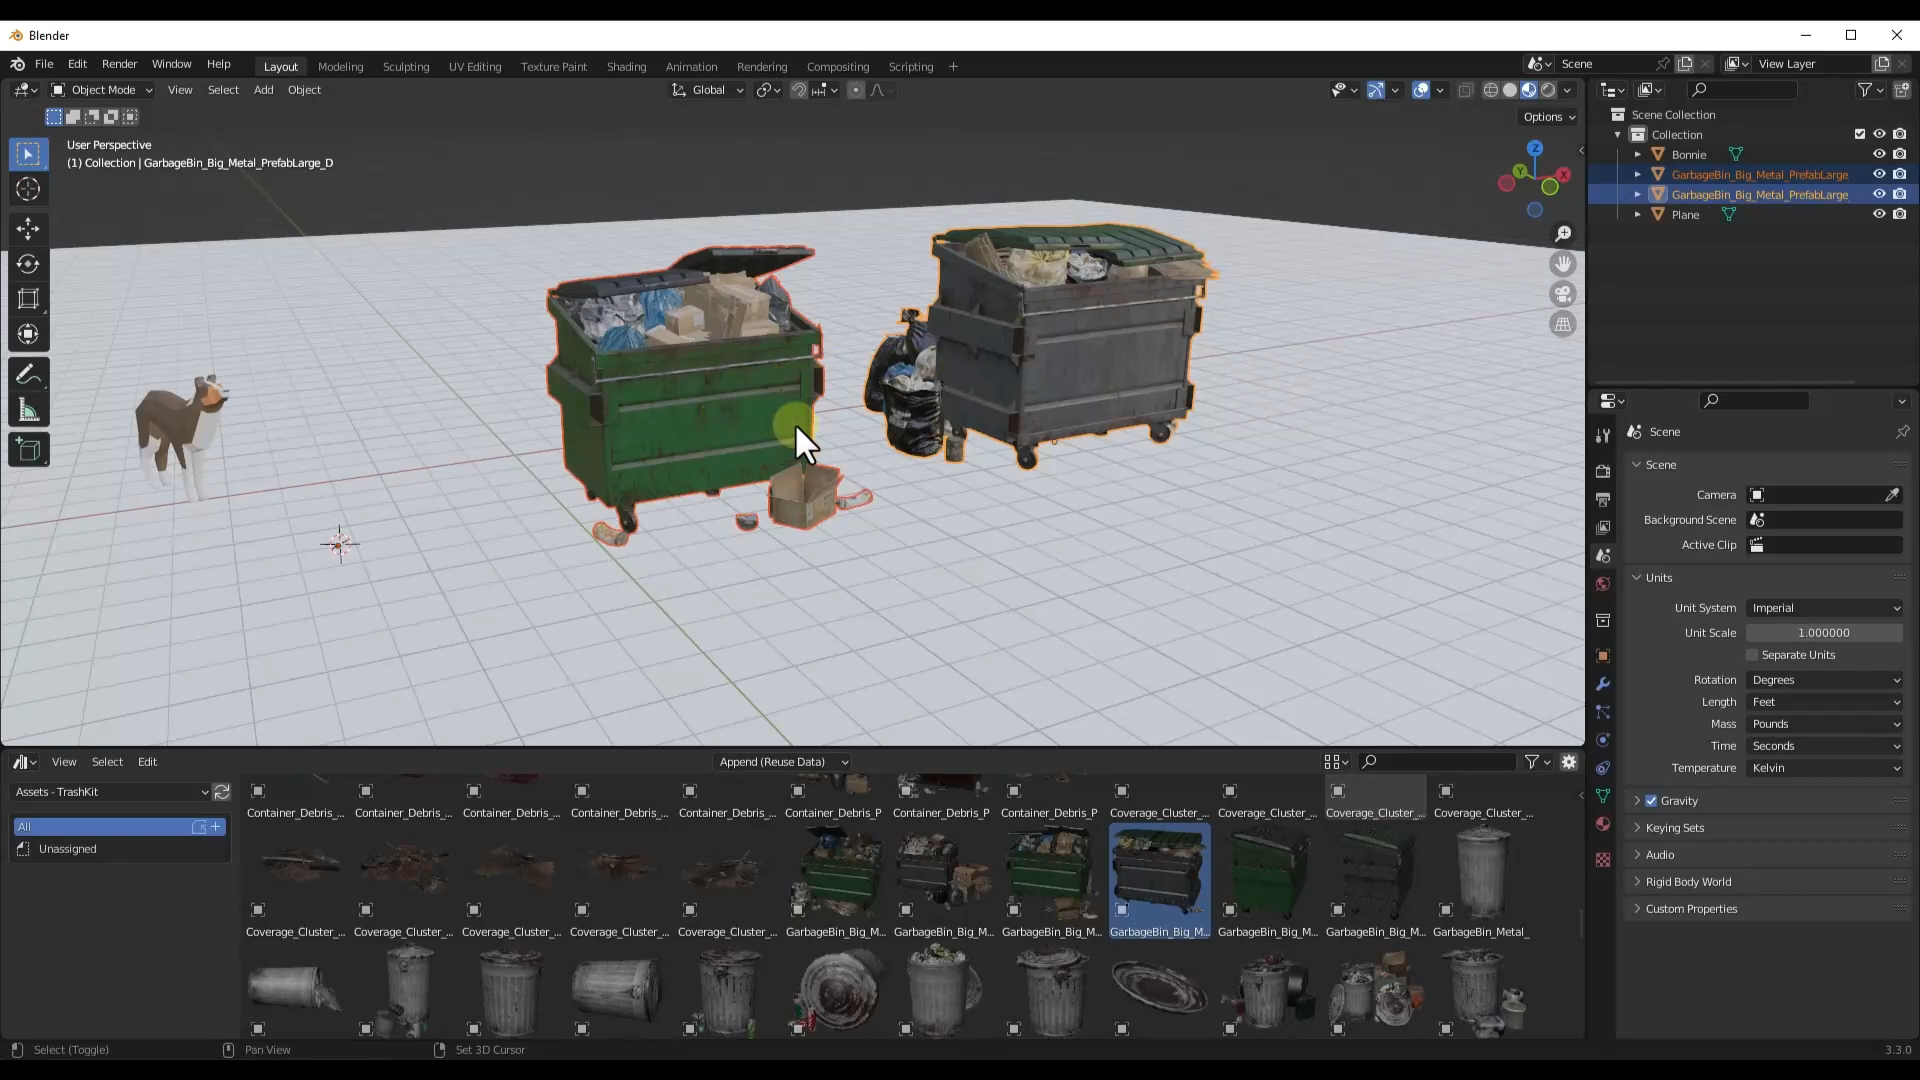 Blender
File Edit Render Window Help Layout Modeling Sculpting UV Editing Texture Paint Shading Animation Rendering Compositing Scripting + Scene View Layer
Object Mode View Select Add Object Global
Options
User Perspective
(1) Collection | GarbageBin_Big_Metal_PrefabLarge_D
Z
Y
X
Scene Collection
Collection
Bonnie
GarbageBin_Big_Metal_PrefabLarge_
GarbageBin_Big_Metal_PrefabLarge_
Plane
Scene
Scene
Camera
Background Scene
Active Clip
Units
Unit System Imperial
Unit Scale 1.000000
Separate Units
Rotation Degrees
Length Feet
Mass Pounds
Time Seconds
Temperature Kelvin
Gravity
Keying Sets
Audio
Rigid Body World
Custom Properties
View Select Edit Append (Reuse Data)
Assets - TrashKit
All
Unassigned
Container_Debris_... Container_Debris_... Container_Debris_... Container_Debris_... Container_Debris_... Container_Debris_P Container_Debris_P Container_Debris_P Coverage_Cluster_... Coverage_Cluster_... Coverage_Cluster_... Coverage_Cluster_...
Coverage_Cluster_... Coverage_Cluster_... Coverage_Cluster_... Coverage_Cluster_... Coverage_Cluster_... GarbageBin_Big_M... GarbageBin_Big_M... GarbageBin_Big_M... GarbageBin_Big_M... GarbageBin_Big_M... GarbageBin_Big_M... GarbageBin_Metal_
Select (Toggle) Pan View Set 3D Cursor 3.3.0